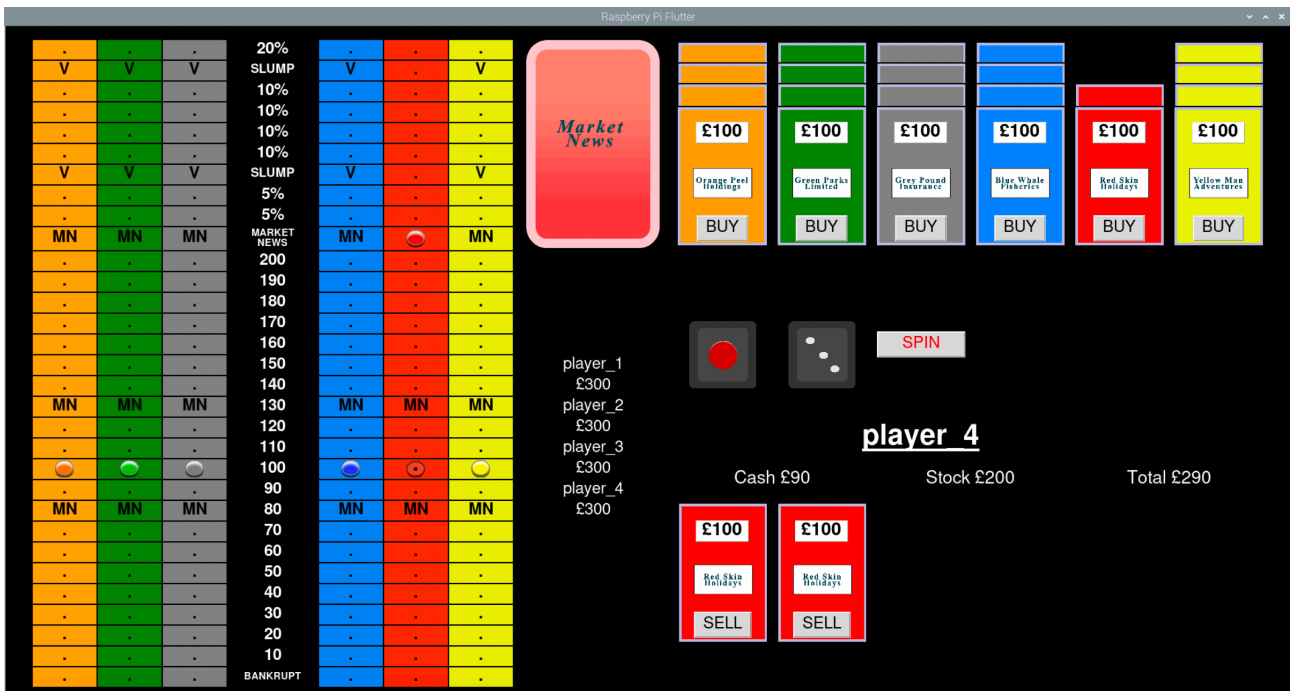 Raspberry Pi Flutter
. . . 20% . . .
V V V SLUMP V . V
. . . 10% . . .
. . . 10% . . .
. . . 10% . . .
. . . 10% . . .
V V V SLUMP V . V
. . . 5% . . .
. . . 5% . . .
MN MN MN MARKET NEWS MN MN
. . . 200 . . .
. . . 190 . . .
. . . 180 . . .
. . . 170 . . .
. . . 160 . . .
. . . 150 . . .
. . . 140 . . .
MN MN MN 130 MN MN MN
. . . 120 . . .
. . . 110 . . .
100
. . . 90 . . .
MN MN MN 80 MN MN MN
. . . 70 . . .
. . . 60 . . .
. . . 50 . . .
. . . 40 . . .
. . . 30 . . .
. . . 20 . . .
. . . 10 . . .
. . . BANKRUPT . . .
Market
News
£100 £100 £100 £100 £100 £100
Orange Peel
Holdings
Green Parks
Limited
Grey Pound
Insurance
Blue Whale
Fisheries
Red Skin
Holidays
Yellow Man
Adventures
BUY BUY BUY BUY BUY BUY
SPIN
player_1
£300
player_2
£300
player_3
£300
player_4
£300
player_4
Cash £90 Stock £200 Total £290
£100 £100
Red Skin
Holidays
Red Skin
Holidays
SELL SELL